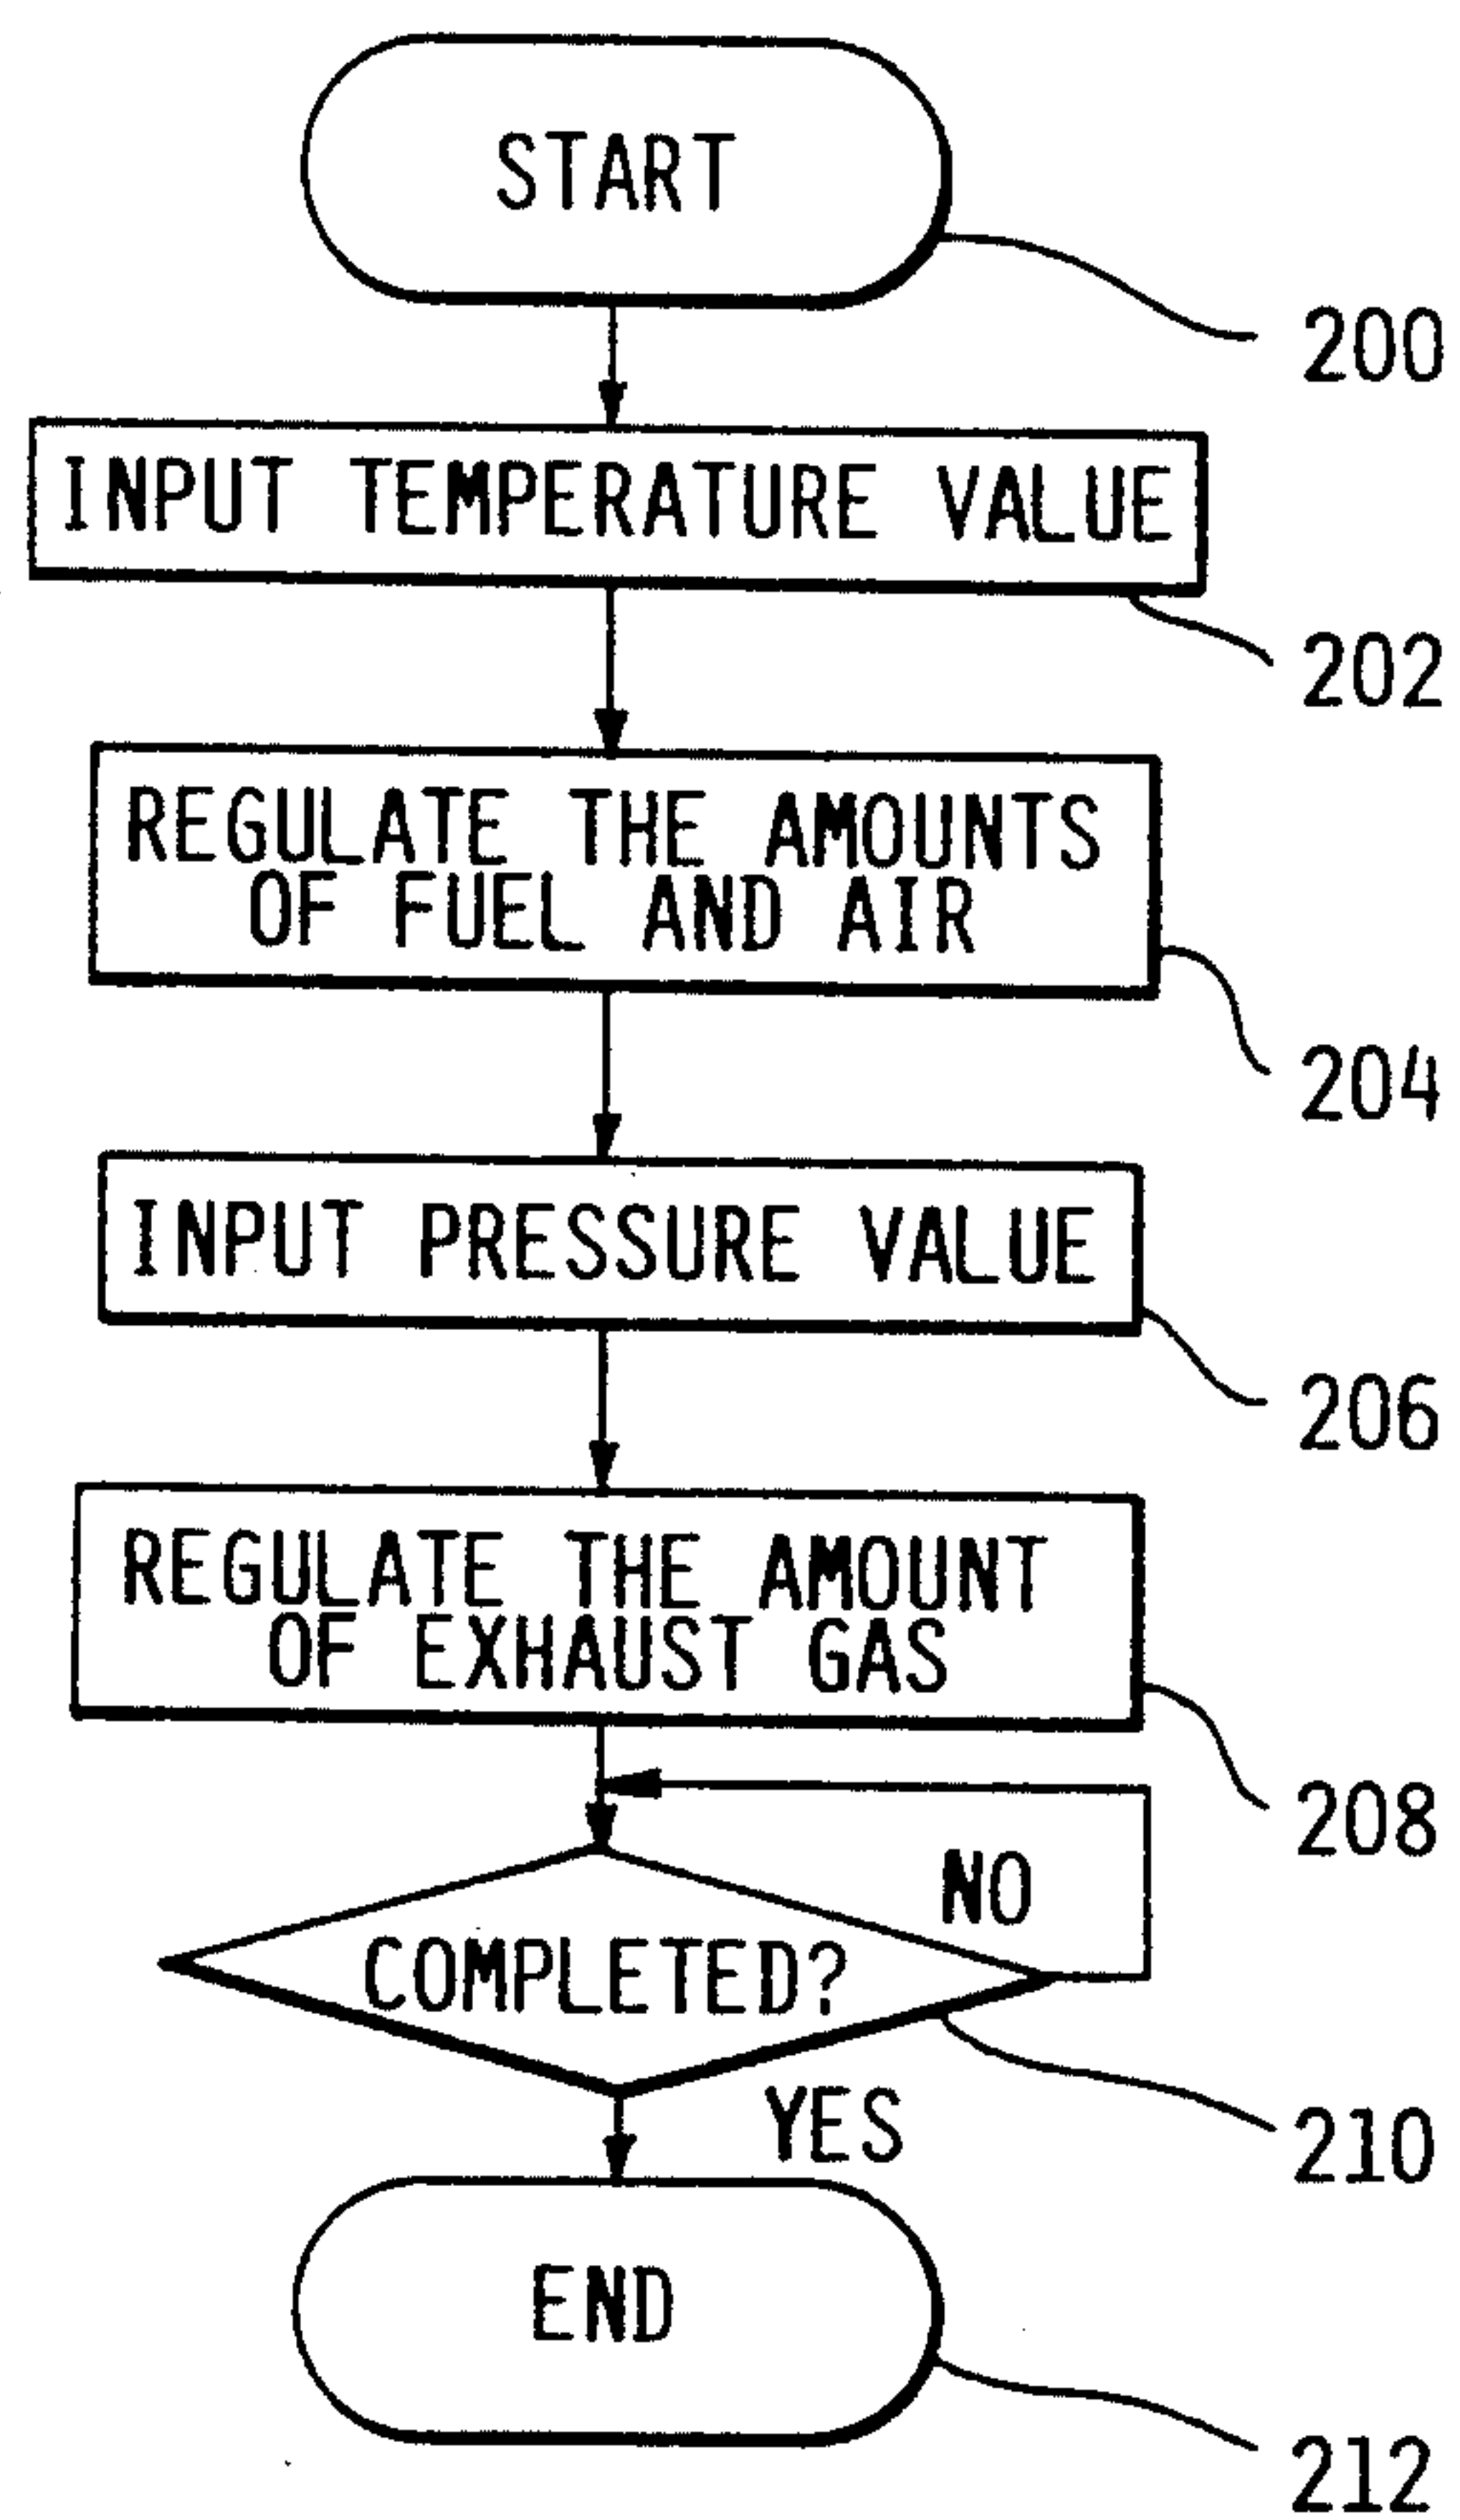 START
200
INPUT TEMPERATURE VALUE
202
REGULATE THE AMOUNTS
OF FUEL AND AIR
204
INPUT PRESSURE VALUE
206
REGULATE THE AMOUNT
OF EXHAUST GAS
208
NO
COMPLETED?
210
YES
END
212